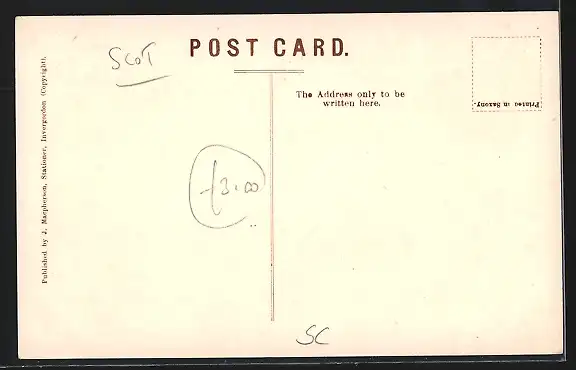 SCOT
POST CARD.
The Address only to be
written here.
Printed in Saxony.
Published by J. Macpherson, Stationer, Invergordon (Copyright).
£3.00
SC